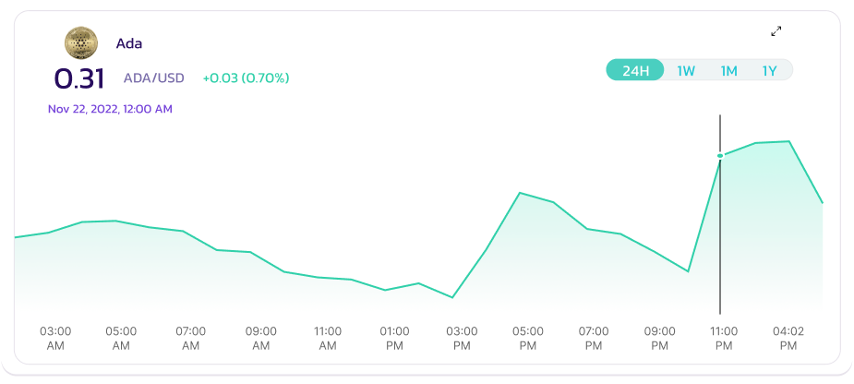 Ada
0.31 ADA/USD +0.03 (0.70%)
Nov 22, 2022, 12:00 AM
24H 1W 1M 1Y
03:00 AM
05:00 AM
07:00 AM
09:00 AM
11:00 AM
01:00 PM
03:00 PM
05:00 PM
07:00 PM
09:00 PM
11:00 PM
04:02 PM